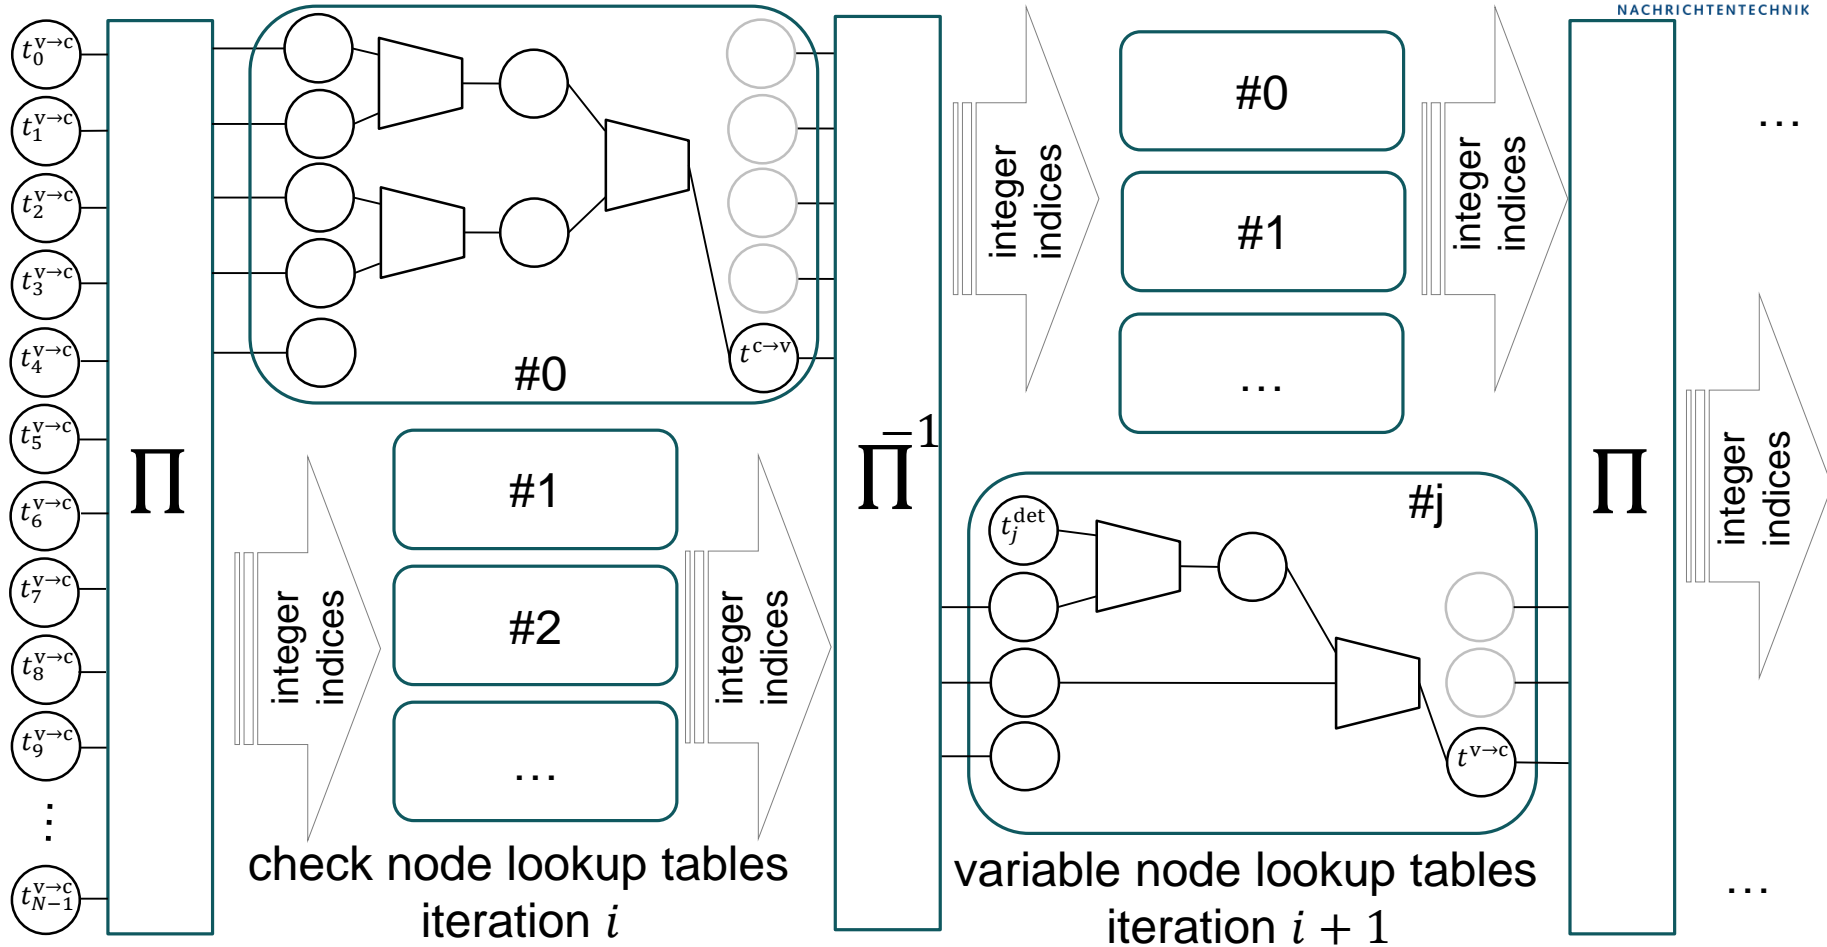 NACHRICHTENTECHNIK
t_0^{v→c}
t_1^{v→c}
t_2^{v→c}
t_3^{v→c}
t_4^{v→c}
t_5^{v→c}
t_6^{v→c}
t_7^{v→c}
t_8^{v→c}
t_9^{v→c}
⋮
t_{N−1}^{v→c}
Π
t^{c→v}
#0
integer
indices
#1
#2
...
integer
indices
check node lookup tables
iteration i
Π^{−1}
integer
indices
#0
#1
...
integer
indices
#j
t_j^{det}
t^{v→c}
variable node lookup tables
iteration i + 1
Π
...
integer
indices
...